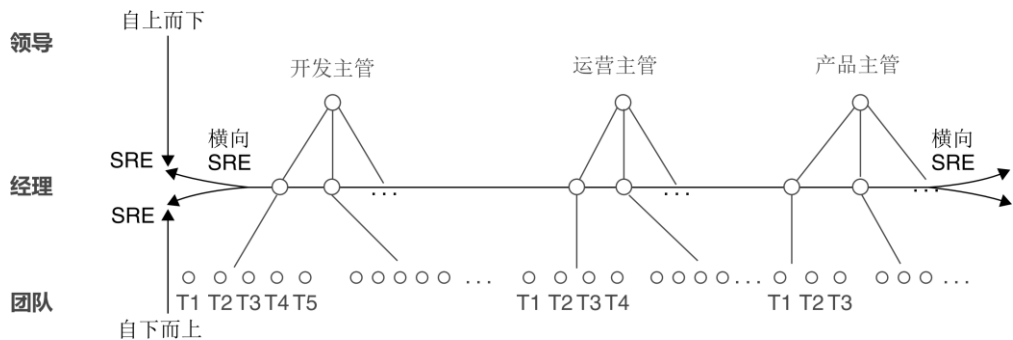 自上而下
领导
开发主管
运营主管
产品主管
横向
SRE
SRE
横向
SRE
经理
...
...
...
SRE
...
...
...
T1 T2 T3 T4 T5
T1 T2 T3 T4
T1 T2 T3
团队
自下而上